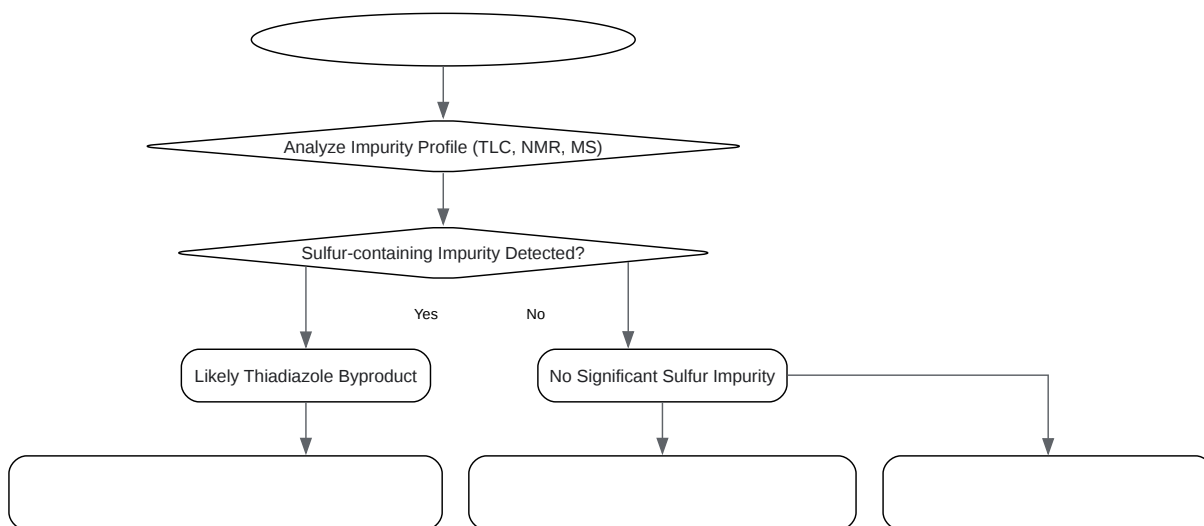 Analyze Impurity Profile (TLC, NMR, MS)
Sulfur-containing Impurity Detected?
Yes
No
Likely Thiadiazole Byproduct
No Significant Sulfur Impurity